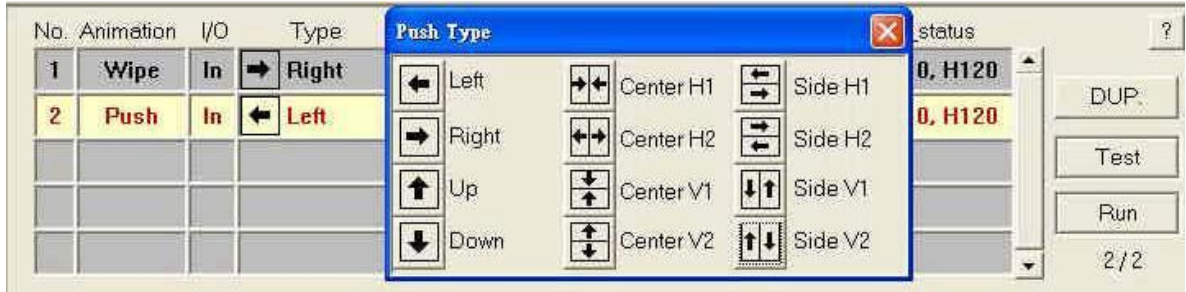 No. Animation I/O Type Push Type _status ?
1 Wipe In Right 0, H120
2 Push In Left 0, H120
Left Center H1 Side H1
Right Center H2 Side H2
Up Center V1 Side V1
Down Center V2 Side V2
DUP.
Test
Run
2/2